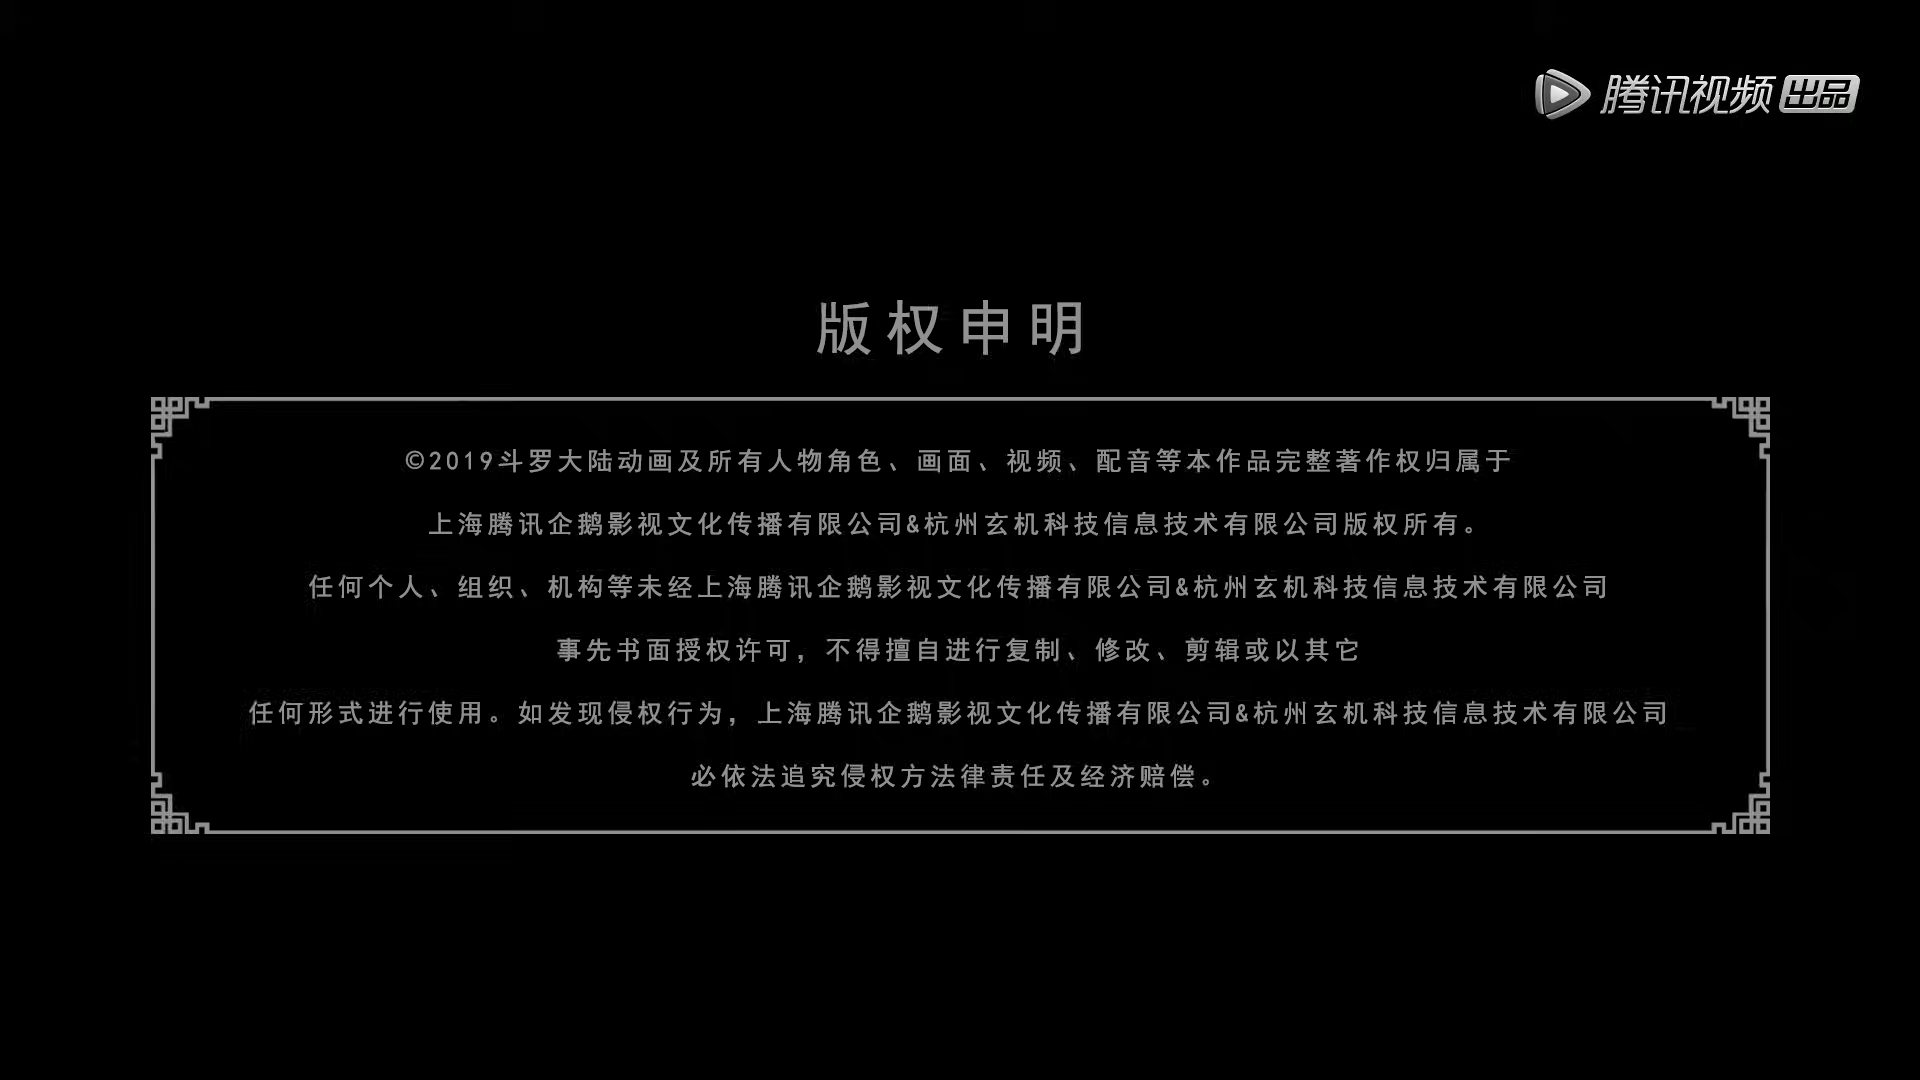 腾讯视频 出品
版权申明
©2019斗罗大陆动画及所有人物角色、画面、视频、配音等本作品完整著作权归属于
上海腾讯企鹅影视文化传播有限公司&杭州玄机科技信息技术有限公司版权所有。
任何个人、组织、机构等未经上海腾讯企鹅影视文化传播有限公司&杭州玄机科技信息技术有限公司
事先书面授权许可，不得擅自进行复制、修改、剪辑或以其它
任何形式进行使用。如发现侵权行为，上海腾讯企鹅影视文化传播有限公司&杭州玄机科技信息技术有限公司
必依法追究侵权方法律责任及经济赔偿。